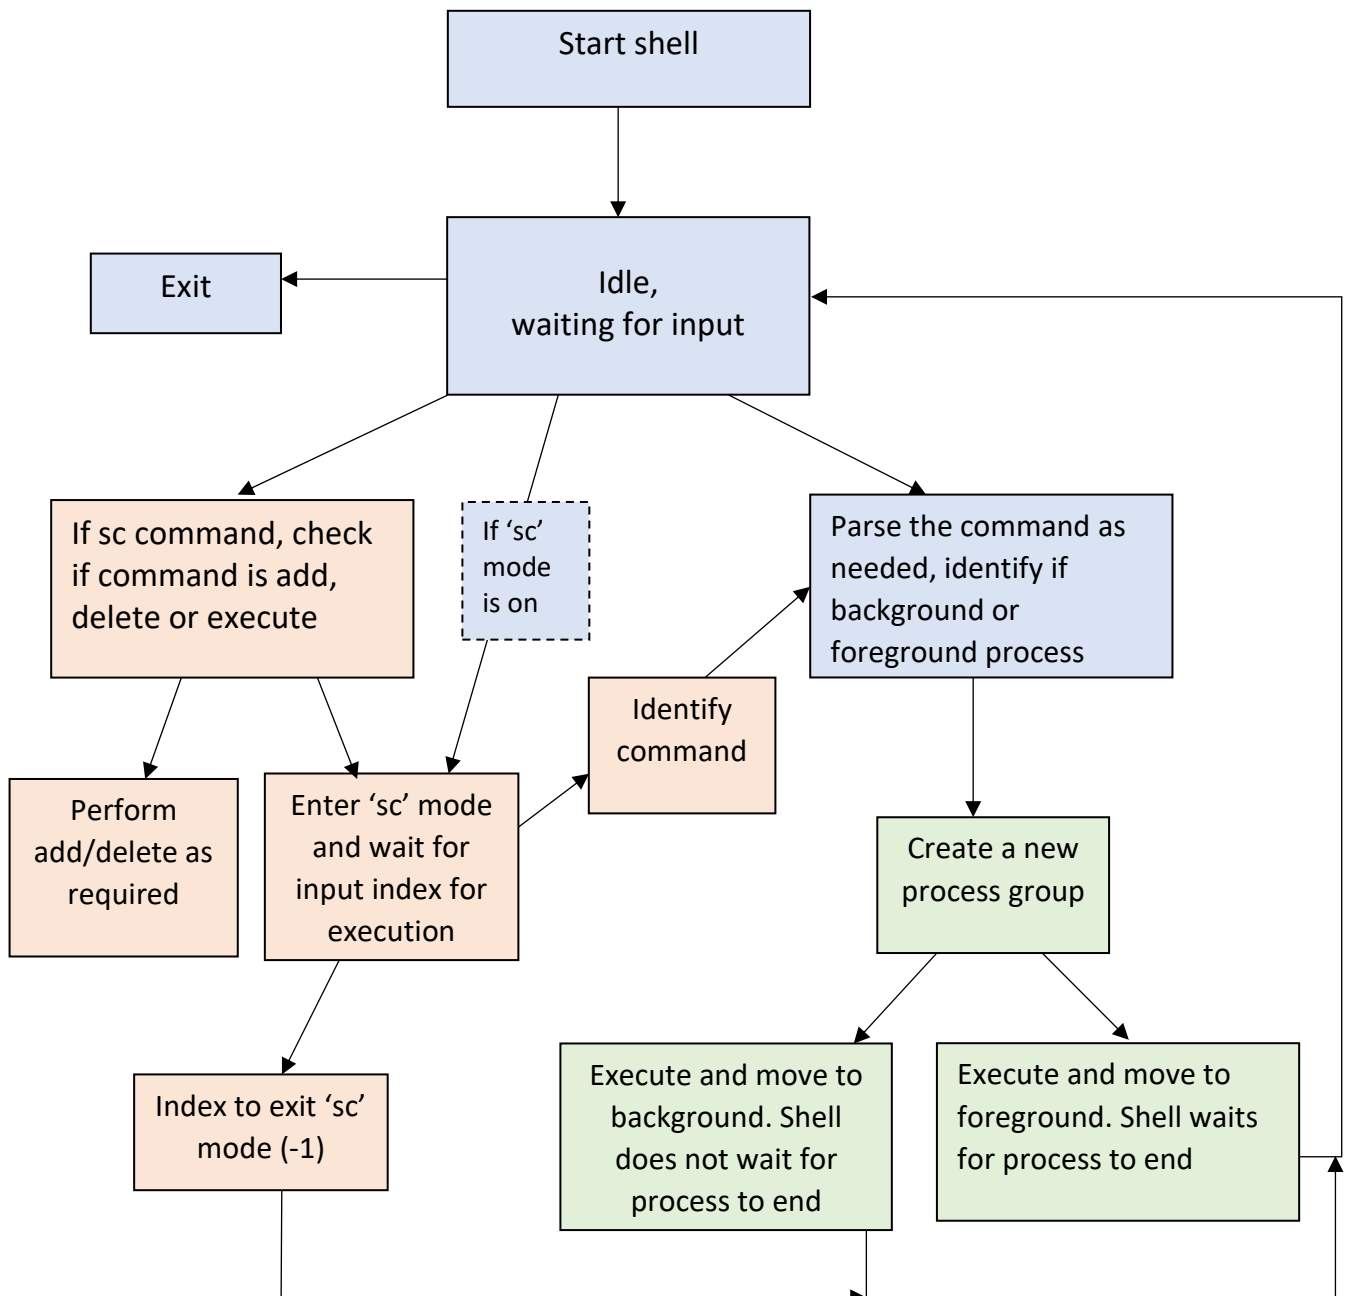 Start shell
Exit
Idle,
waiting for input
If sc command, check
if command is add,
delete or execute
If ‘sc’
mode
is on
Parse the command as
needed, identify if
background or
foreground process
Identify
command
Perform
add/delete as
required
Enter ‘sc’ mode
and wait for
input index for
execution
Create a new
process group
Index to exit ‘sc’
mode (-1)
Execute and move to
background. Shell
does not wait for
process to end
Execute and move to
foreground. Shell waits
for process to end